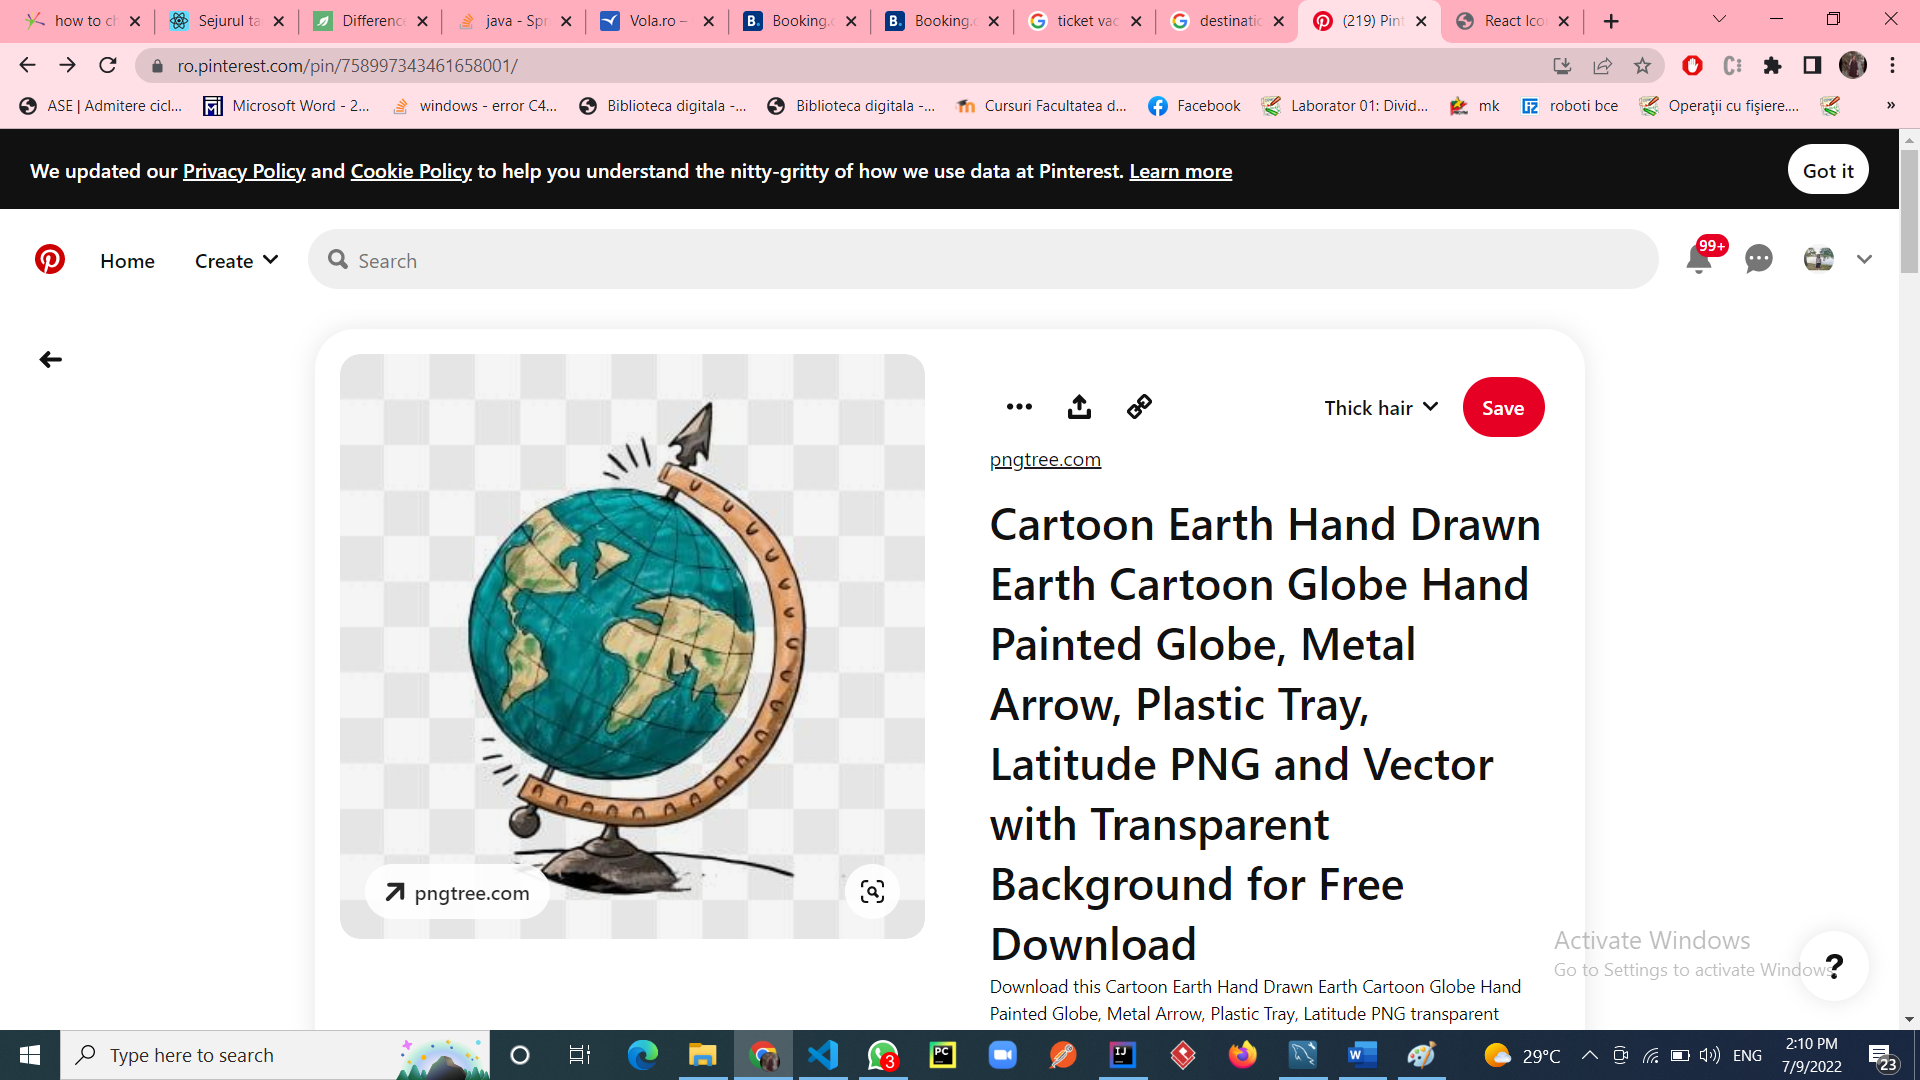 how to ch
Sejurul ta
Difference
java - Spr
Vola.ro –
Booking.c
Booking.c
ticket vac
destinatio
(219) Pint
React Ico
ro.pinterest.com/pin/758997343461658001/
ASE | Admitere cicl...
Microsoft Word - 2...
windows - error C4...
Biblioteca digitala -...
Biblioteca digitala -...
Cursuri Facultatea d...
Facebook
Laborator 01: Divid...
mk
roboti bce
Operații cu fișiere....
»
We updated our Privacy Policy and Cookie Policy to help you understand the nitty-gritty of how we use data at Pinterest. Learn more
Got it
Home
Create
Search
99+
Thick hair
Save
pngtree.com
Cartoon Earth Hand Drawn
Earth Cartoon Globe Hand
Painted Globe, Metal
Arrow, Plastic Tray,
Latitude PNG and Vector
with Transparent
Background for Free
Download
Download this Cartoon Earth Hand Drawn Earth Cartoon Globe Hand
Painted Globe, Metal Arrow, Plastic Tray, Latitude PNG transparent
pngtree.com
Activate Windows
Go to Settings to activate Windows.
?
Type here to search
3
29°C
ENG
2:10 PM
7/9/2022
23